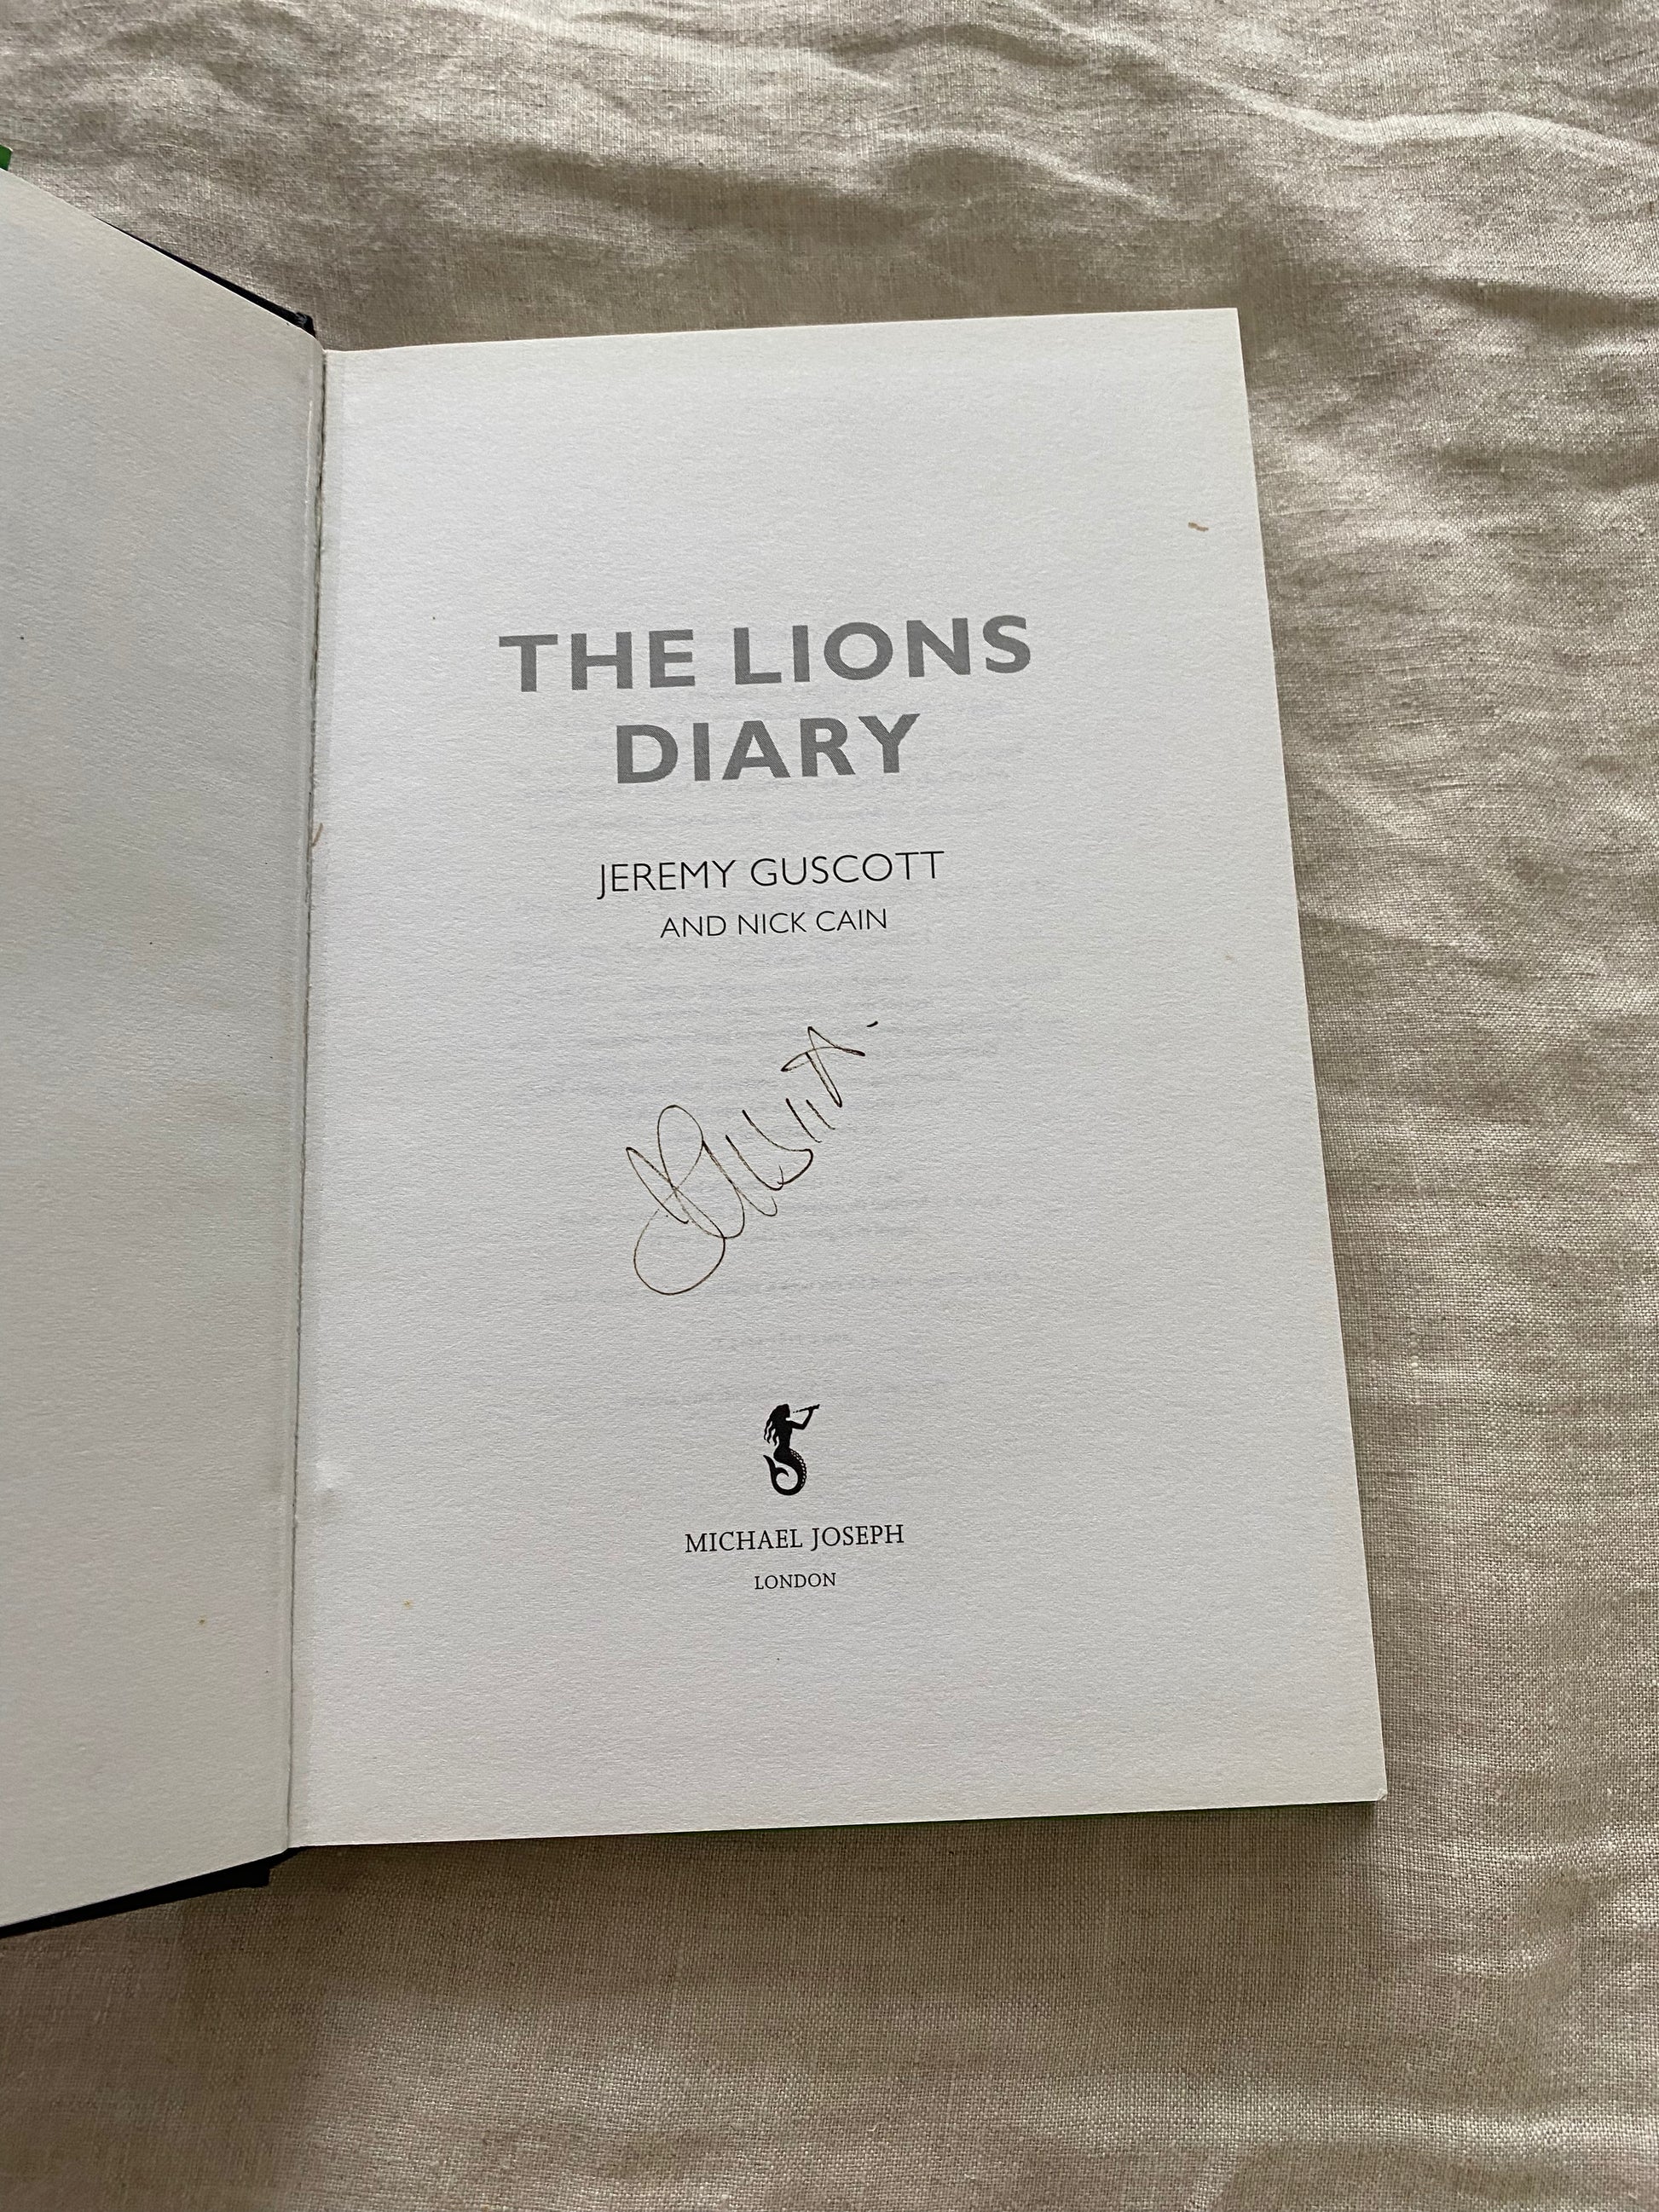 THE LIONS
DIARY
JEREMY GUSCOTT
AND NICK CAIN
MICHAEL JOSEPH
LONDON